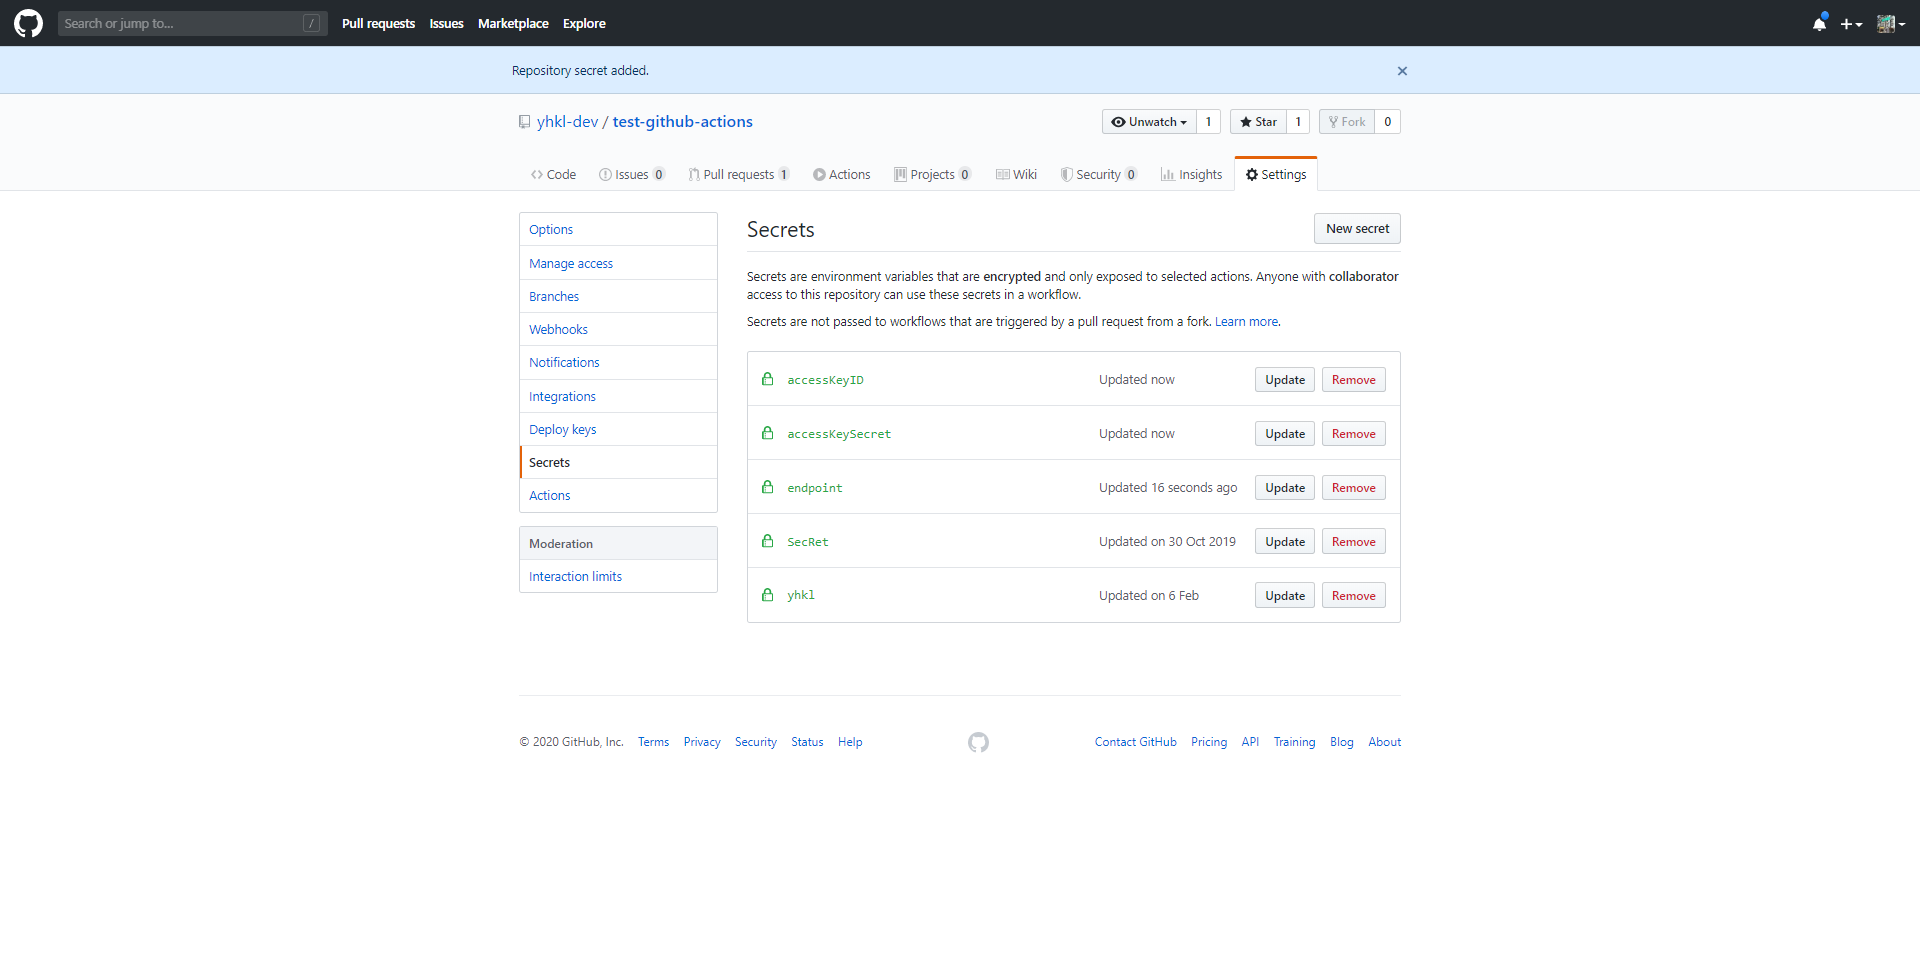 Search or jump to... /
Pull requests Issues Marketplace Explore
Repository secret added.
yhkl-dev / test-github-actions
Unwatch 1 Star 1 Fork 0
Code Issues 0 Pull requests 1 Actions Projects 0 Wiki Security 0 Insights Settings
Options
Manage access
Branches
Webhooks
Notifications
Integrations
Deploy keys
Secrets
Actions
Moderation
Interaction limits
Secrets
New secret
Secrets are environment variables that are encrypted and only exposed to selected actions. Anyone with collaborator
access to this repository can use these secrets in a workflow.
Secrets are not passed to workflows that are triggered by a pull request from a fork. Learn more.
accessKeyID Updated now Update Remove
accessKeySecret Updated now Update Remove
endpoint Updated 16 seconds ago Update Remove
SecRet Updated on 30 Oct 2019 Update Remove
yhkl Updated on 6 Feb Update Remove
© 2020 GitHub, Inc. Terms Privacy Security Status Help
Contact GitHub Pricing API Training Blog About